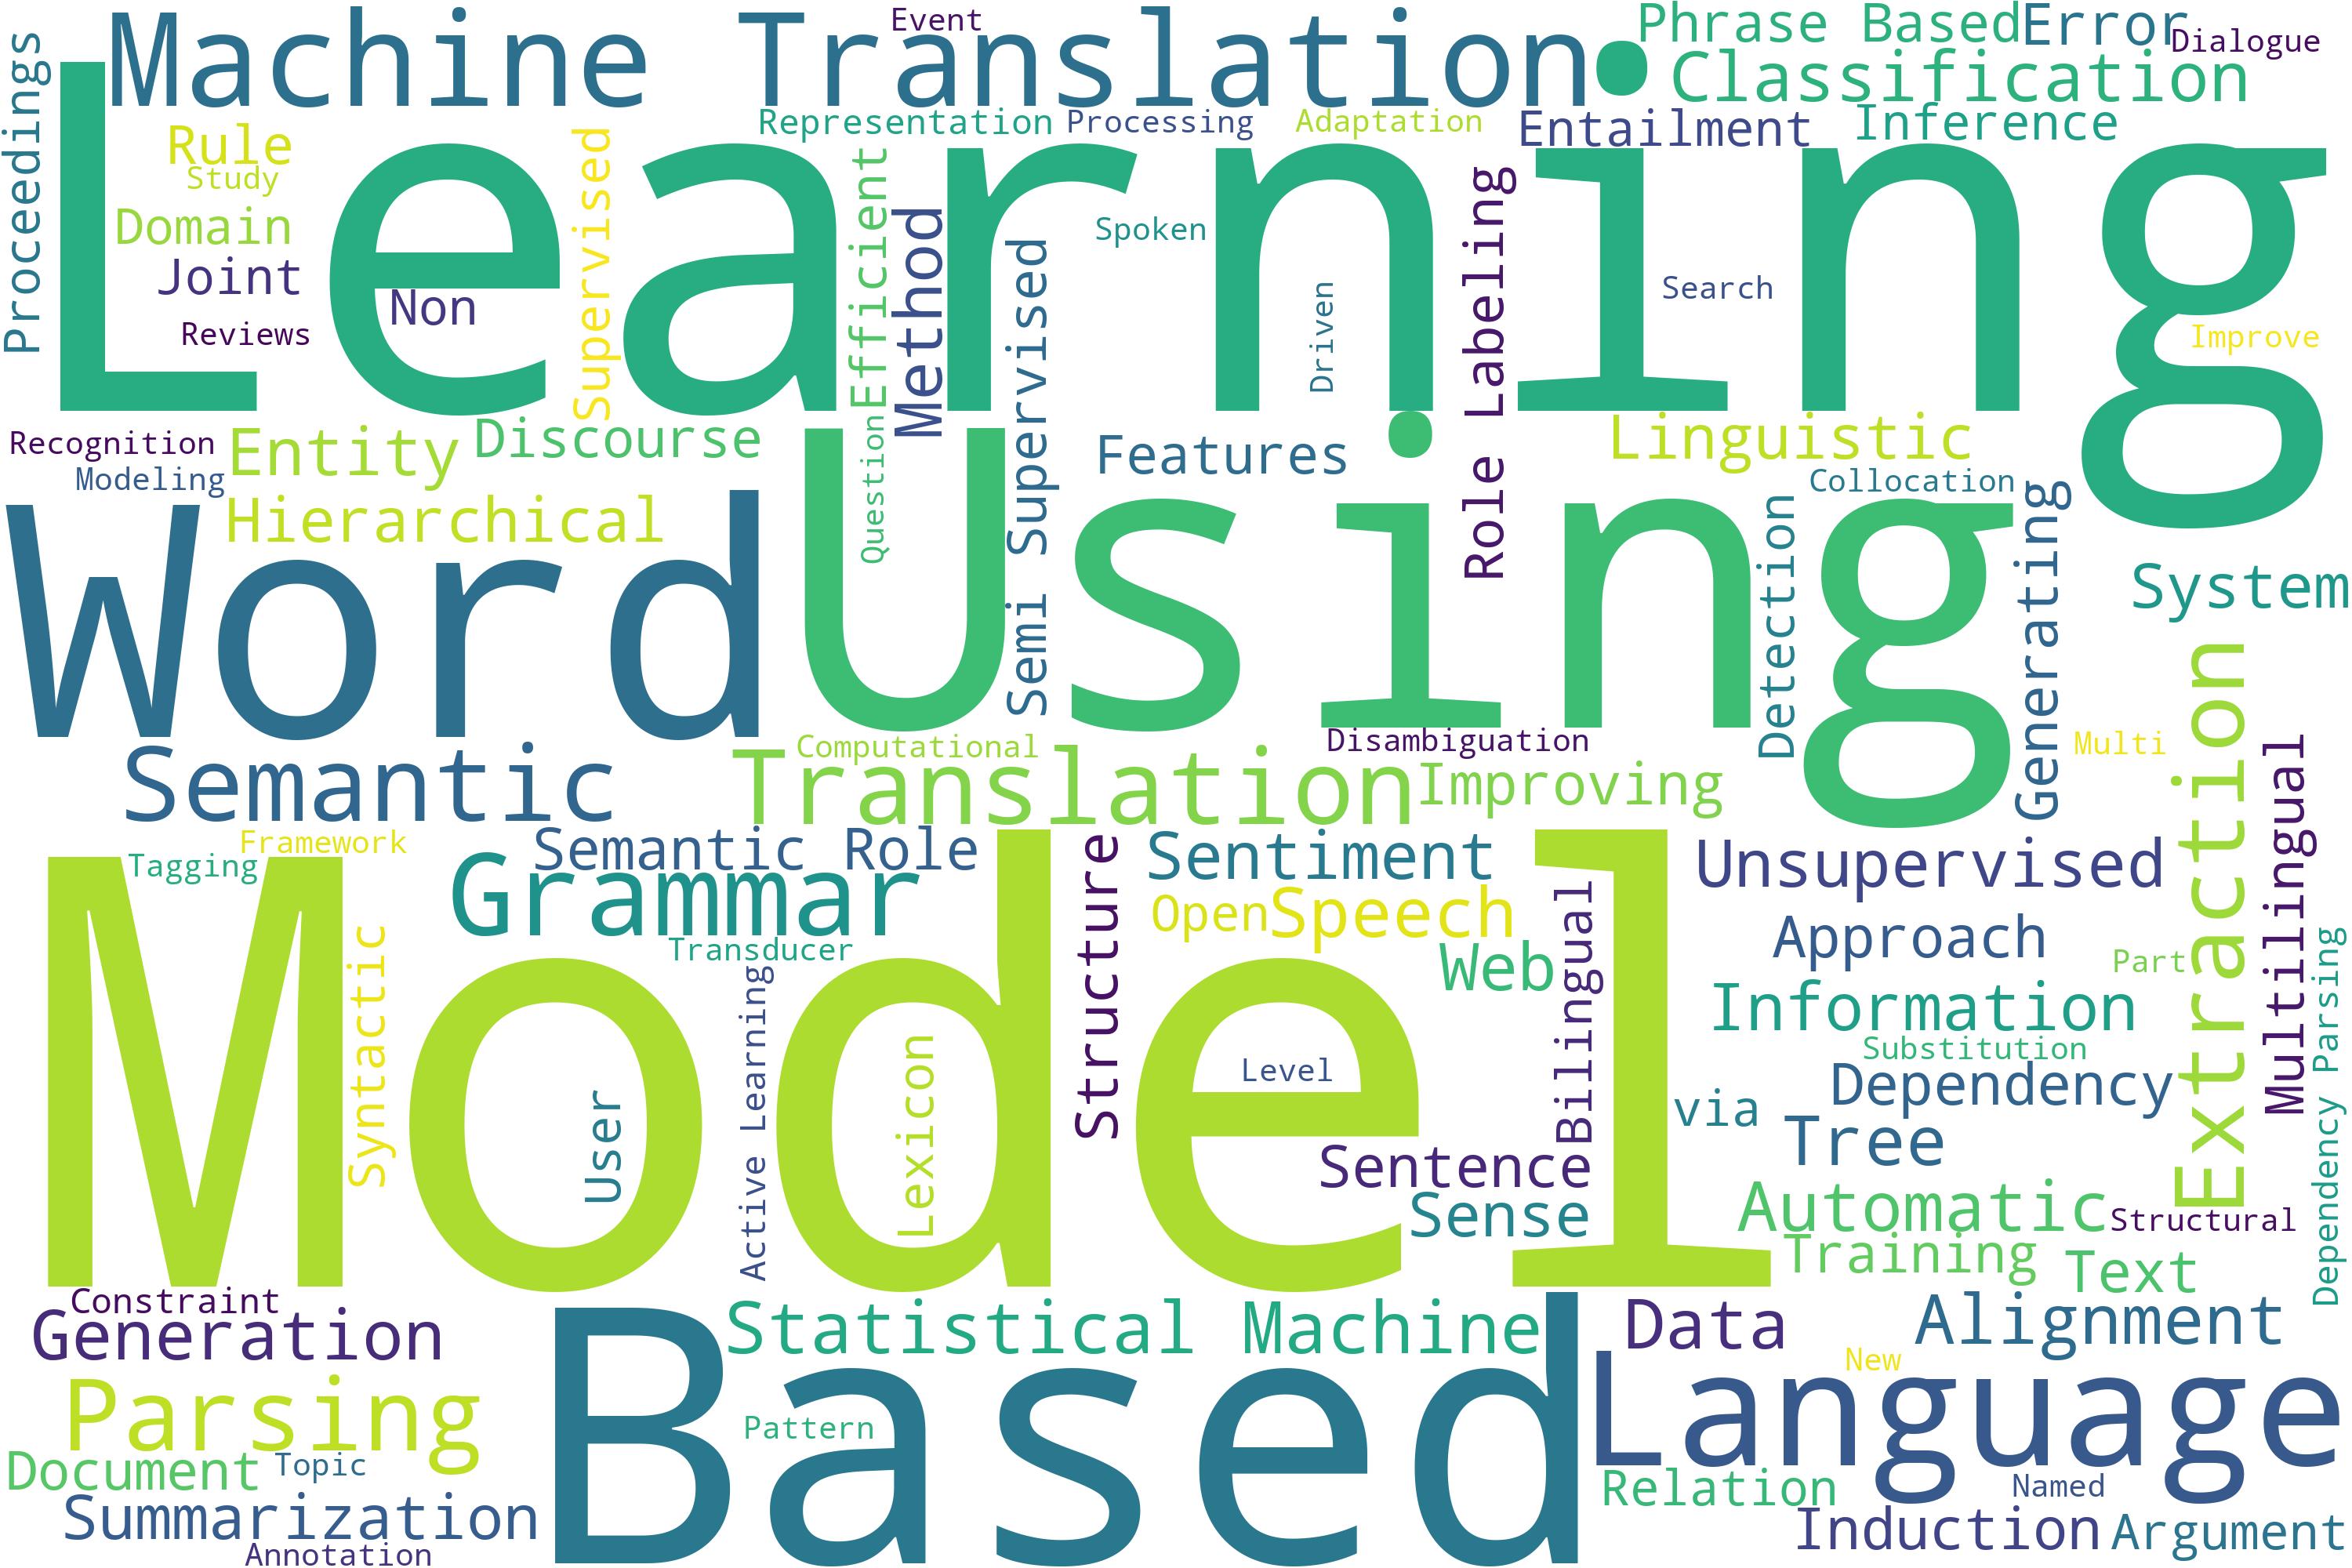 Machine Translation
Event
Phrase Based
Error
Dialogue
Classification
Proceedings
Learning
Representation
Processing
Adaptation
Entailment
Inference
Rule
Study
Supervised
Efficient
Method
Domain
Spoken
Joint
Non
Reviews
Semi Supervised
Driven
Role Labeling
Search
Improve
Recognition
Entity
Discourse
Question
Features
Linguistic
Modeling
Collocation
Hierarchical
Word
Using
Detection
Generating
System
Semantic
Computational
Translation
Disambiguation
Improving
Multi
Extraction
Multilingual
Framework
Tagging
Semantic Role
Grammar
Structure
Sentiment
Unsupervised
Model
Open
Speech
Bilingual
Approach
Syntactic
Transducer
Web
Part
Dependency Parsing
Active Learning
Information
Lexicon
Level
Substitution
User
via
Dependency
Tree
Sentence
Sense
Automatic
Structural
Training
Text
Constraint
Generation
Statistical Machine
Data
Alignment
Based
New
Language
Parsing
Pattern
Document
Topic
Relation
Named
Summarization
Induction
Argument
Annotation